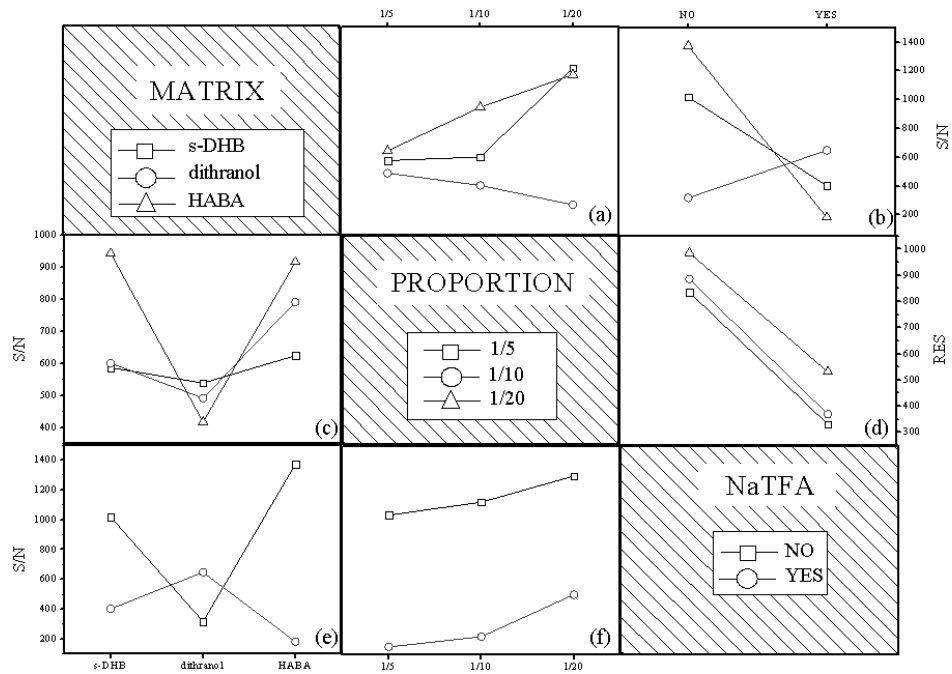 1/5 1/10 1/20
NO YES
MATRIX
s-DHB
dithranol
HABA
(a)
(b)
1400
1200
1000
800
600
400
200
S/N
1000
900
800
700
600
500
400
S/N
(c)
PROPORTION
1/5
1/10
1/20
(d)
1000
900
800
700
600
500
400
300
RES
1400
1200
1000
800
600
400
200
S/N
(e)
(f)
NaTFA
NO
YES
s-DHB dithranol HABA
1/5 1/10 1/20